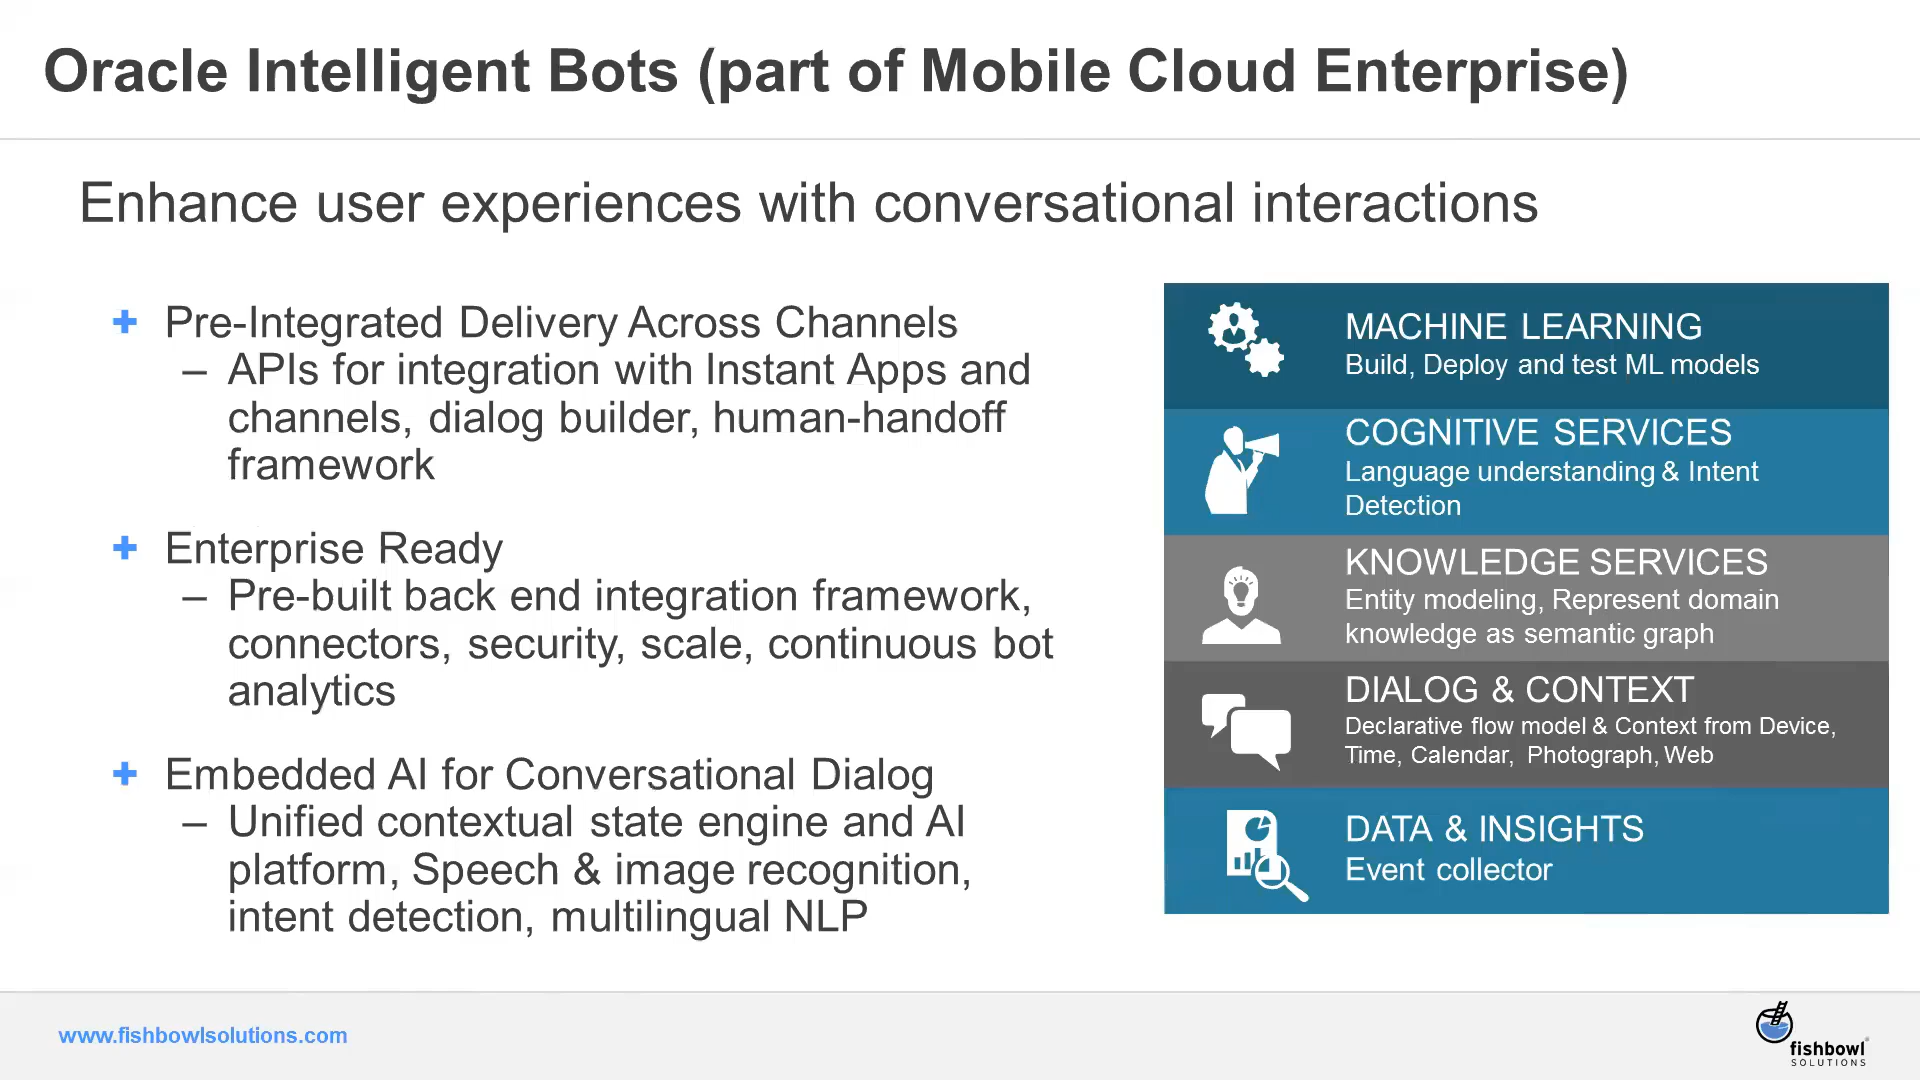 Oracle Intelligent Bots (part of Mobile Cloud Enterprise)
Enhance user experiences with conversational interactions
+ Pre-Integrated Delivery Across Channels
– APIs for integration with Instant Apps and
channels, dialog builder, human-handoff
framework
+ Enterprise Ready
– Pre-built back end integration framework,
connectors, security, scale, continuous bot
analytics
+ Embedded AI for Conversational Dialog
– Unified contextual state engine and AI
platform, Speech & image recognition,
intent detection, multilingual NLP
MACHINE LEARNING
Build, Deploy and test ML models
COGNITIVE SERVICES
Language understanding & Intent
Detection
KNOWLEDGE SERVICES
Entity modeling, Represent domain
knowledge as semantic graph
DIALOG & CONTEXT
Declarative flow model & Context from Device,
Time, Calendar, Photograph, Web
DATA & INSIGHTS
Event collector
www.fishbowlsolutions.com
fishbowl
SOLUTIONS